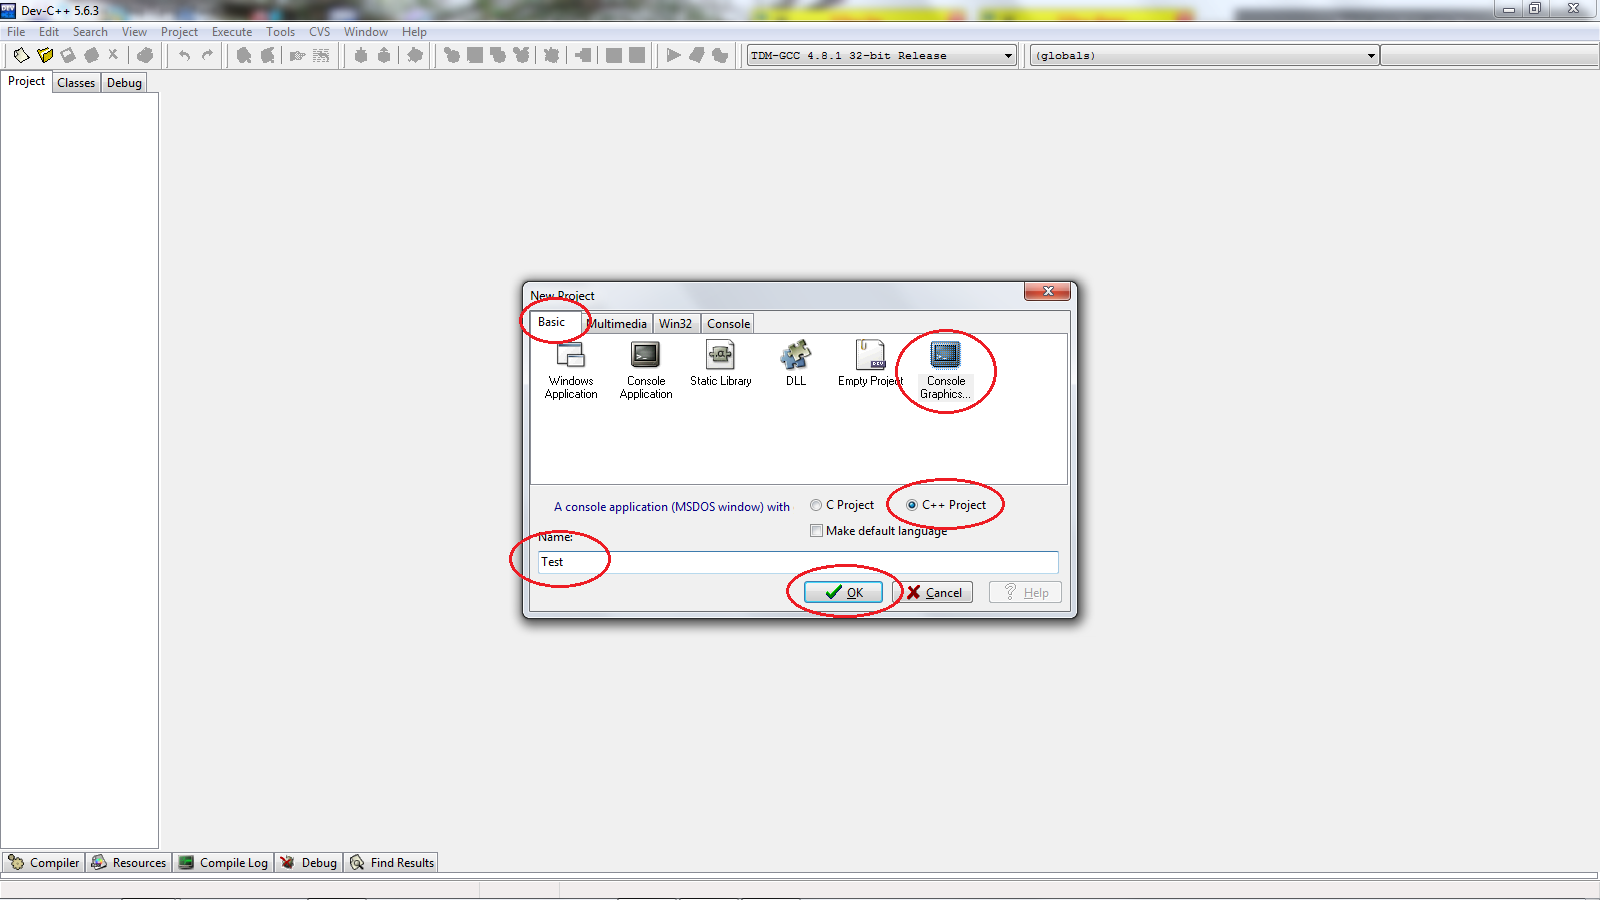 Dev-C++ 5.6.3
File Edit Search View Project Execute Tools CVS Window Help
TDM-GCC 4.8.1 32-bit Release (globals)
Project Classes Debug
New Project
Basic Multimedia Win32 Console
Windows Application
Console Application
Static Library
DLL
Empty Project
Console Graphics...
A console application (MSDOS window) with
C Project C++ Project
Make default language
Name:
Test
OK Cancel Help
Compiler Resources Compile Log Debug Find Results